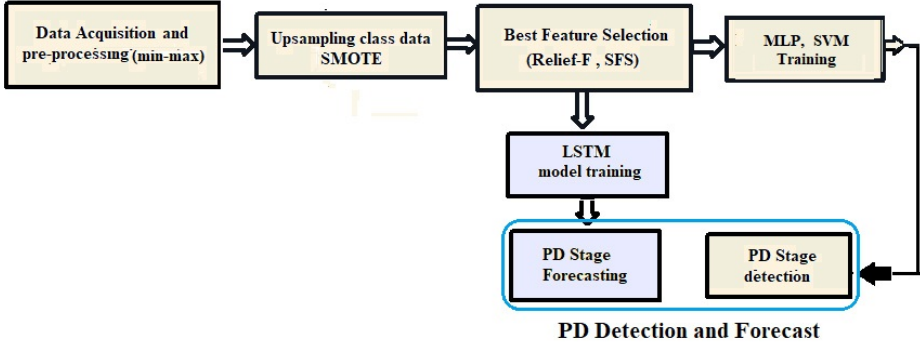 Data Acquisition and
pre-processing(min-max)
Upsampling class data
SMOTE
Best Feature Selection
(Relief-F , SFS)
MLP, SVM
Training
LSTM
model training
PD Stage
Forecasting
PD Stage
detection
PD Detection and Forecast